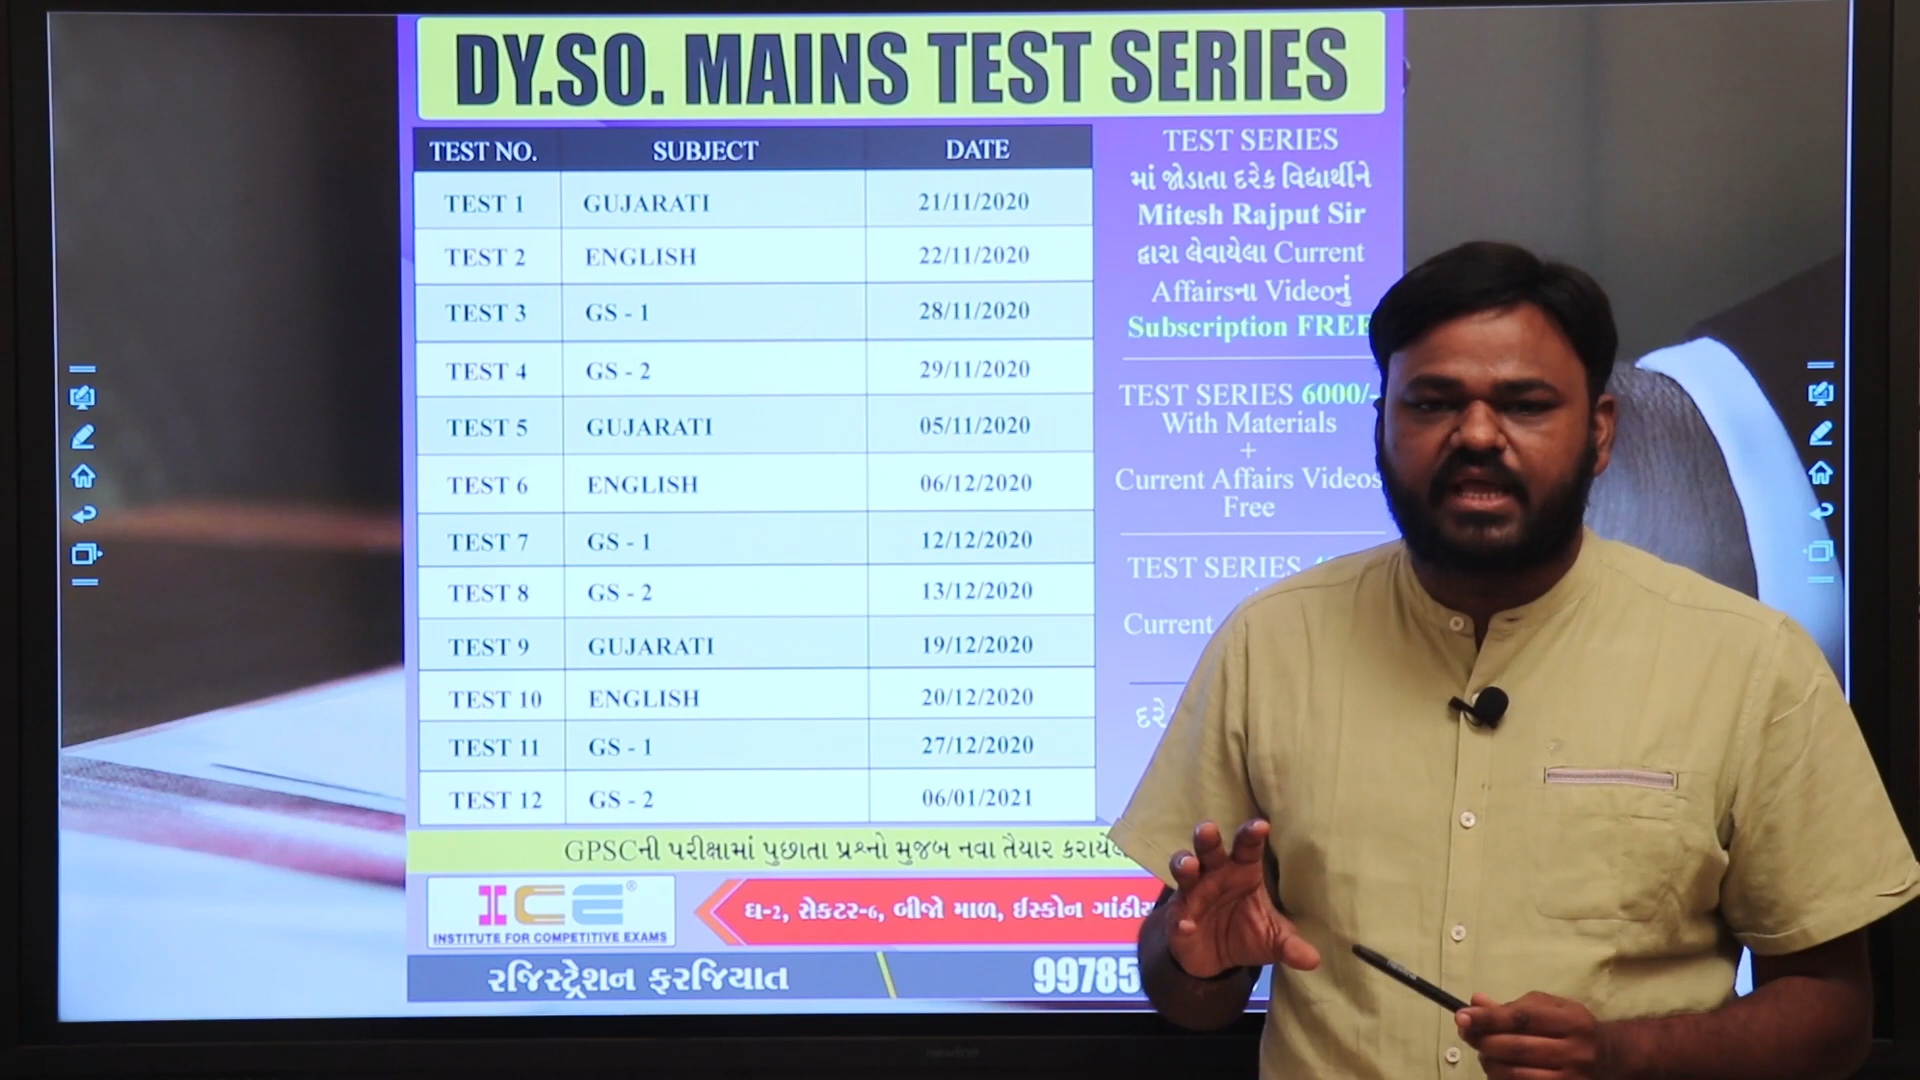 DY.SO. MAINS TEST SERIES
TEST NO. SUBJECT DATE
TEST 1 GUJARATI 21/11/2020
TEST 2 ENGLISH 22/11/2020
TEST 3 GS - 1 28/11/2020
TEST 4 GS - 2 29/11/2020
TEST 5 GUJARATI 05/11/2020
TEST 6 ENGLISH 06/12/2020
TEST 7 GS - 1 12/12/2020
TEST 8 GS - 2 13/12/2020
TEST 9 GUJARATI 19/12/2020
TEST 10 ENGLISH 20/12/2020
TEST 11 GS - 1 27/12/2020
TEST 12 GS - 2 06/01/2021
TEST SERIES
માં જોડાતા દરેક વિદ્યાર્થીને
Mitesh Rajput Sir
દ્વારા લેવાયેલા Current
Affairsના Videoનું
Subscription FREE
TEST SERIES 6000/-
With Materials
+
Current Affairs Videos
Free
TEST SERIES
Current
GPSCની પરીક્ષામાં પુછાતા પ્રશ્નો મુજબ નવા તૈયાર કરાયેલ
ICE®
INSTITUTE FOR COMPETITIVE EXAMS
ઘ-2, સેક્ટર-6, બીજો માળ, ઈસ્કોન
રજિસ્ટ્રેશન ફરજિયાત
99785